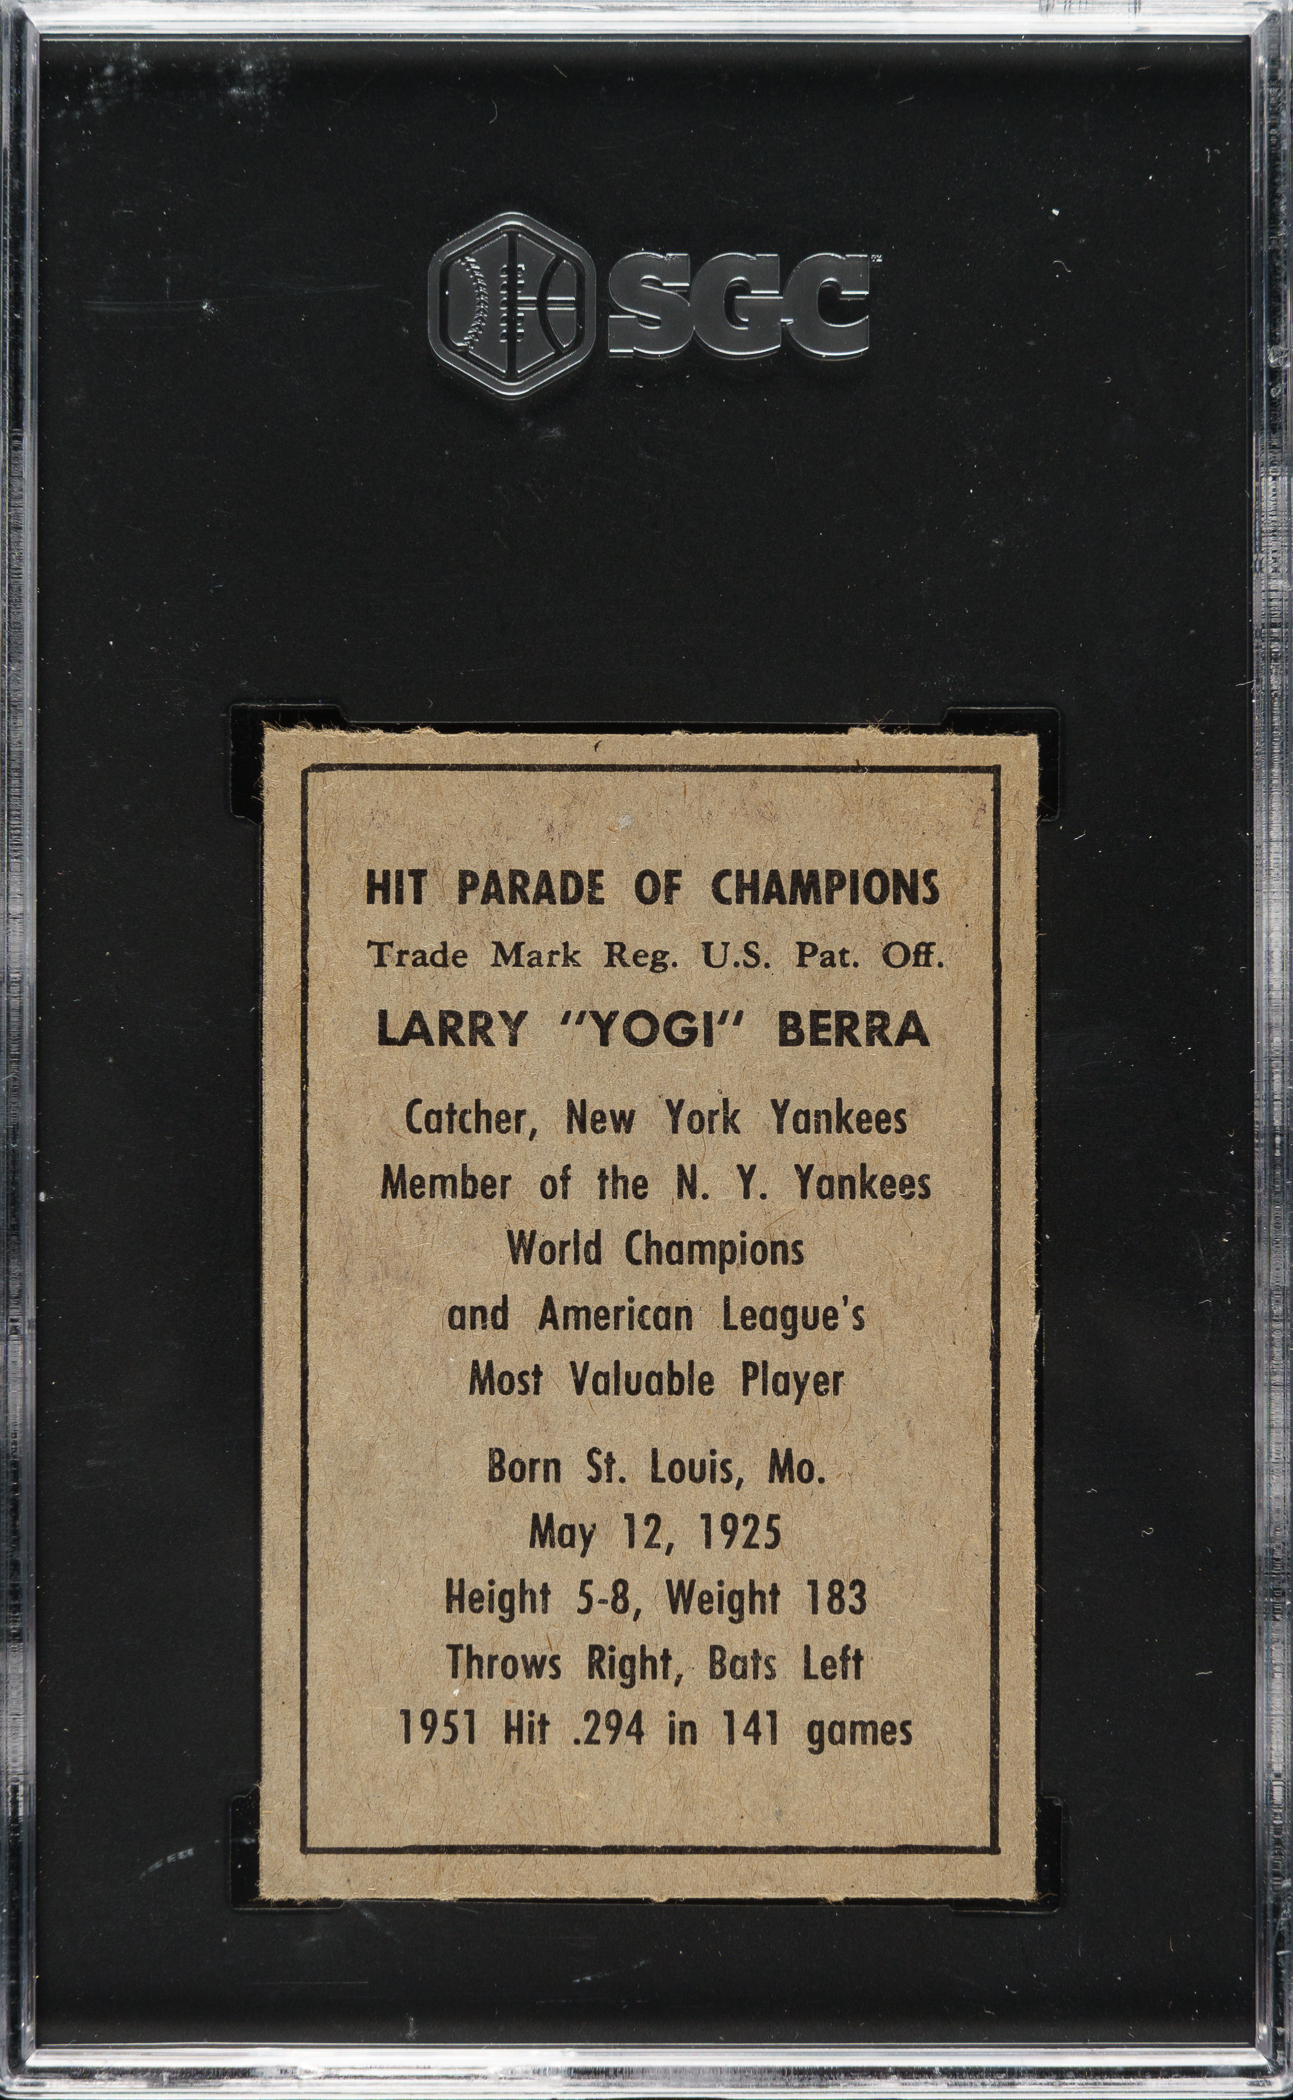 SGC
HIT PARADE OF CHAMPIONS
Trade Mark Reg. U.S. Pat. Off.
LARRY "YOGI" BERRA
Catcher, New York Yankees
Member of the N. Y. Yankees
World Champions
and American League's
Most Valuable Player
Born St. Louis, Mo.
May 12, 1925
Height 5-8, Weight 183
Throws Right, Bats Left
1951 Hit .294 in 141 games